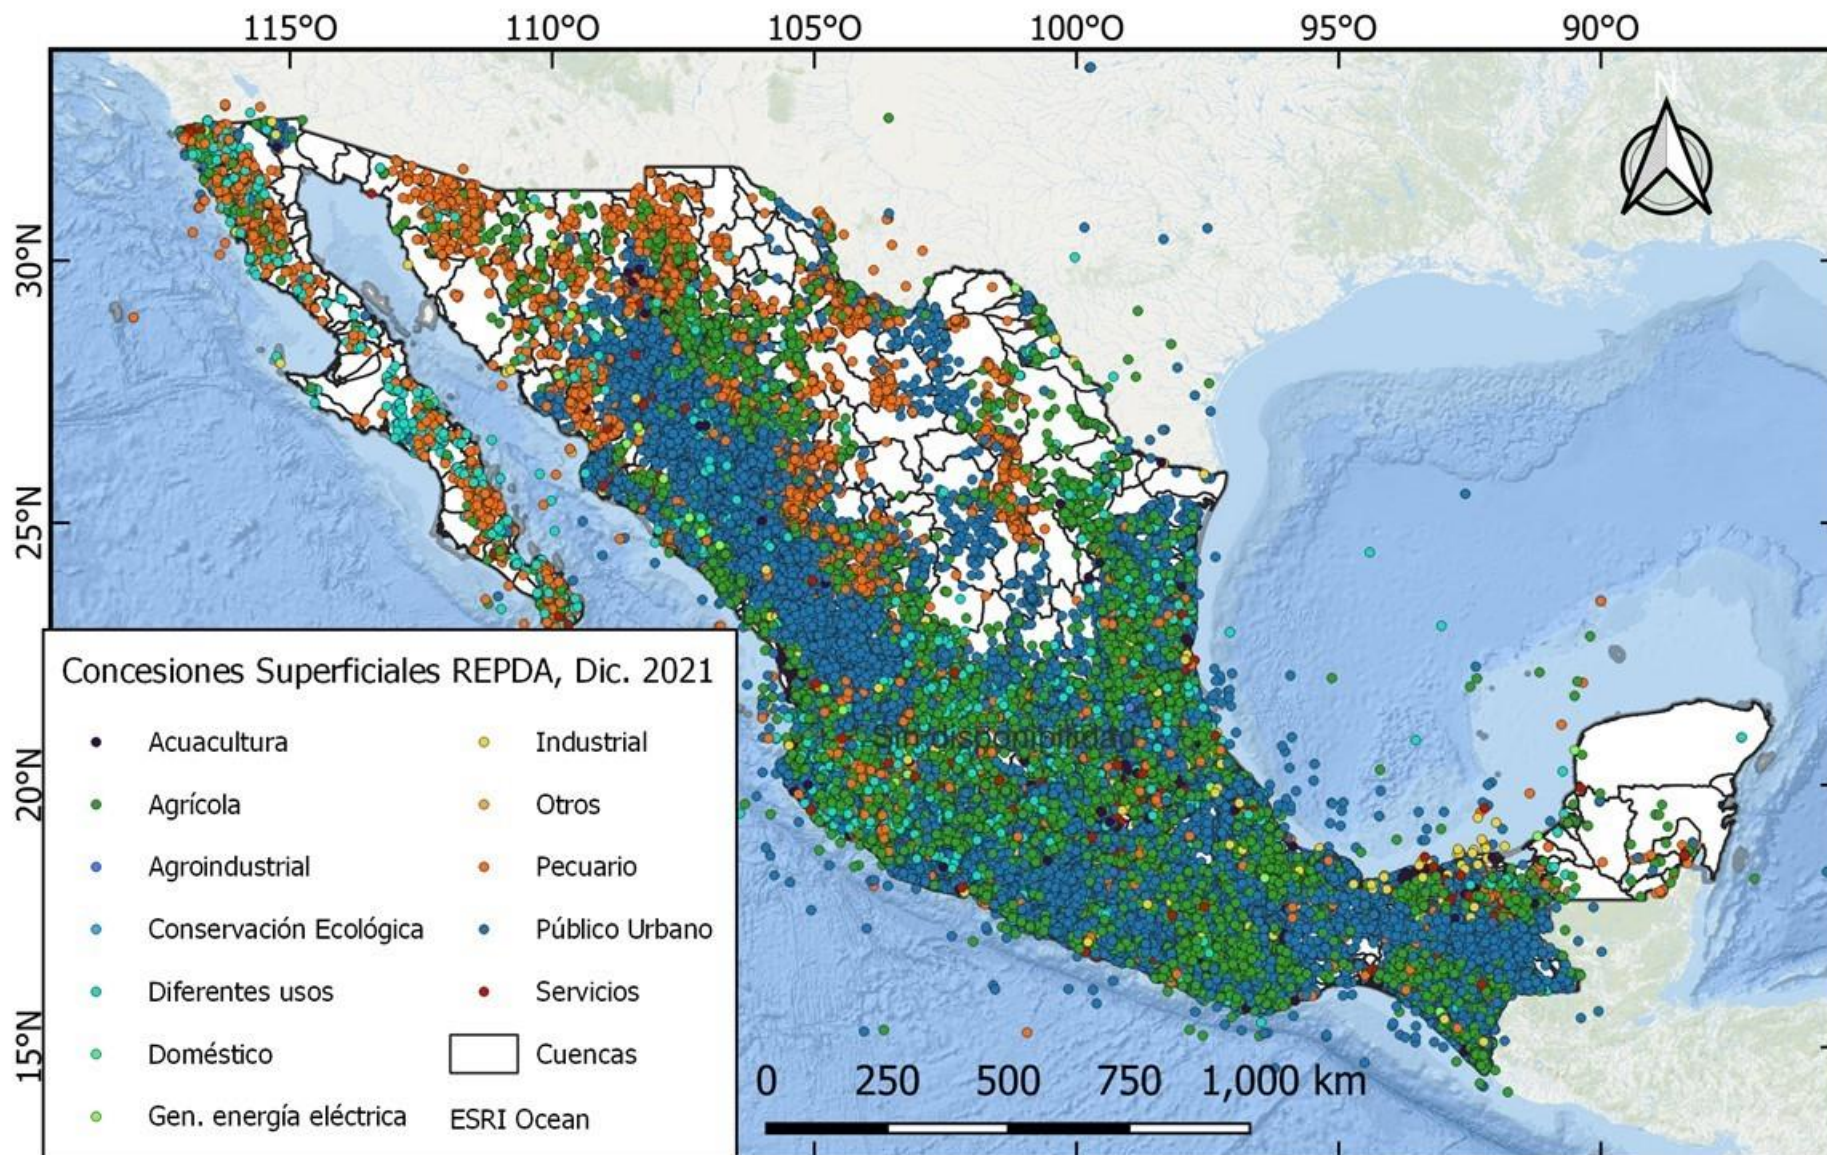 115°O 110°O 105°O 100°O 95°O 90°O
N
30°N
25°N
20°N
15°N
Sin disponibilidad
Concesiones Superficiales REPDA, Dic. 2021
Acuacultura
Agrícola
Agroindustrial
Conservación Ecológica
Diferentes usos
Doméstico
Gen. energía eléctrica
Industrial
Otros
Pecuario
Público Urbano
Servicios
Cuencas
ESRI Ocean
0 250 500 750 1,000 km